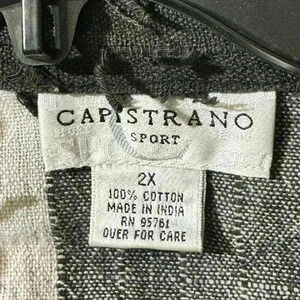 CAPISTRANO
SPORT
2X
100% COTTON
MADE IN INDIA
RN 95761
OVER FOR CARE